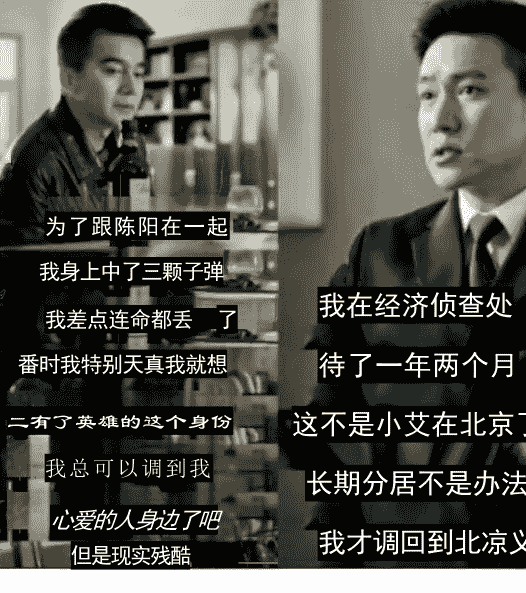 为了跟陈阳在一起
我身上中了三颗子弹
我差点连命都丢 了
番时我特别天真我就想
二有了英雄的这个身份
我总可以调到我
心爱的人身边了吧
但是现实残酷
我在经济侦查处
待了一年两个月
这不是小艾在北京
长期分居不是办法
我才调回到北凉